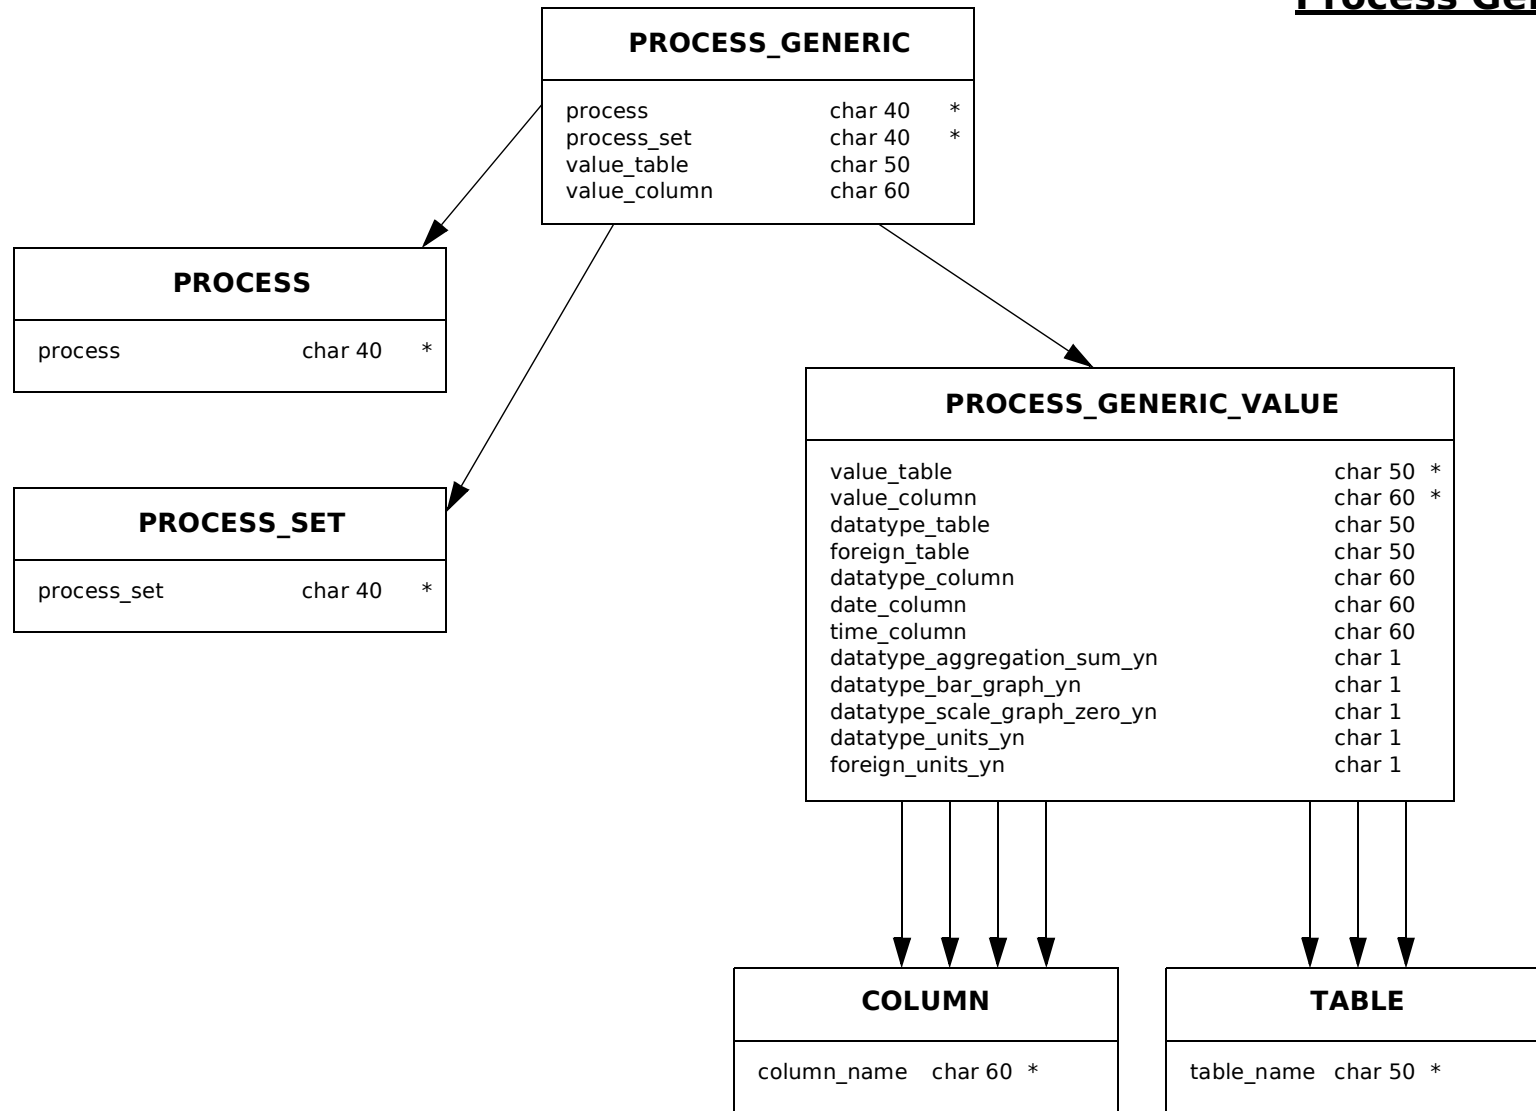 PROCESS_GENERIC
process char 40 *
process_set char 40 *
value_table char 50
value_column char 60
PROCESS
process char 40 *
PROCESS_SET
process_set char 40 *
PROCESS_GENERIC_VALUE
value_table char 50 *
value_column char 60 *
datatype_table char 50
foreign_table char 50
datatype_column char 60
date_column char 60
time_column char 60
datatype_aggregation_sum_yn char 1
datatype_bar_graph_yn char 1
datatype_scale_graph_zero_yn char 1
datatype_units_yn char 1
foreign_units_yn char 1
COLUMN
column_name char 60 *
TABLE
table_name char 50 *